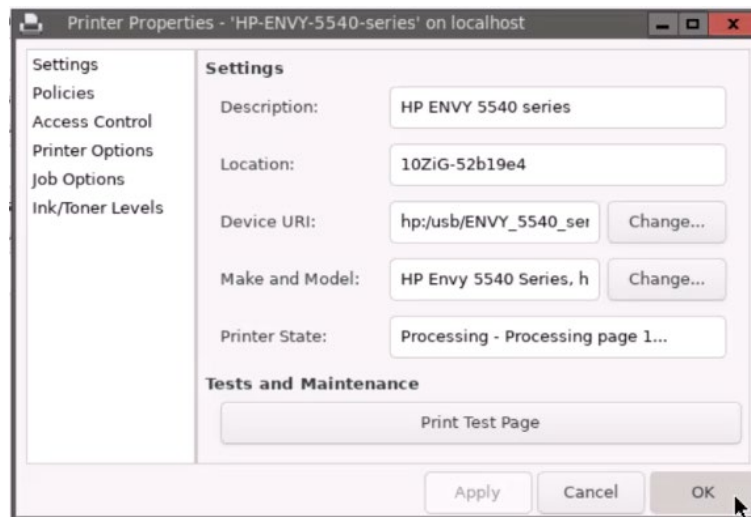 Printer Properties - 'HP-ENVY-5540-series' on localhost
Settings
Policies
Access Control
Printer Options
Job Options
Ink/Toner Levels
Settings
Description: HP ENVY 5540 series
Location: 10ZiG-52b19e4
Device URI: hp:/usb/ENVY_5540_ser Change...
Make and Model: HP Envy 5540 Series, h Change...
Printer State: Processing - Processing page 1...
Tests and Maintenance
Print Test Page
Apply Cancel OK